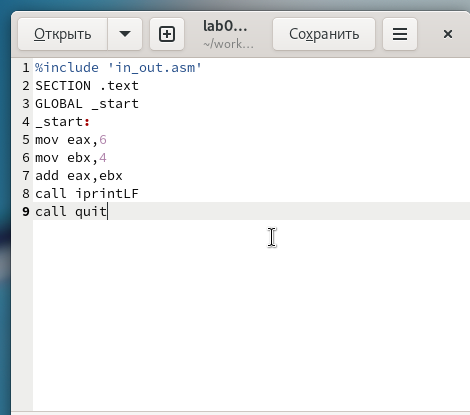 Открыть
lab0...
~/work...
Сохранить
1 %include 'in_out.asm'
2 SECTION .text
3 GLOBAL _start
4 _start:
5 mov eax,6
6 mov ebx,4
7 add eax,ebx
8 call iprintLF
9 call quit